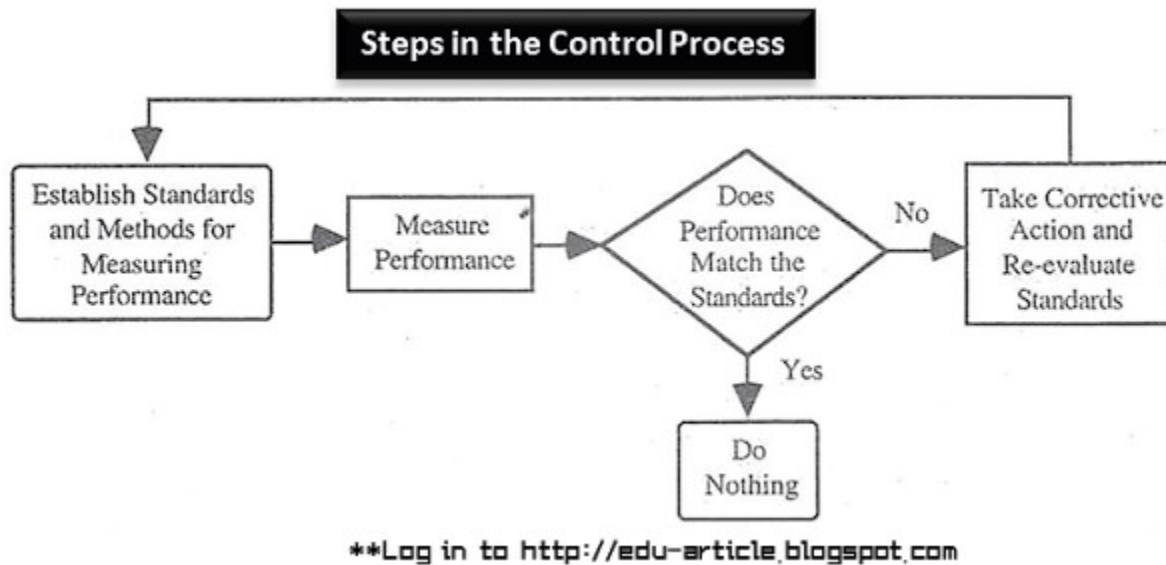 Steps in the Control Process
Establish Standards
and Methods for
Measuring
Performance
Measure
Performance
Does
Performance
Match the
Standards?
No
Take Corrective
Action and
Re-evaluate
Standards
Yes
Do
Nothing
**Log in to http://edu-article.blogspot.com